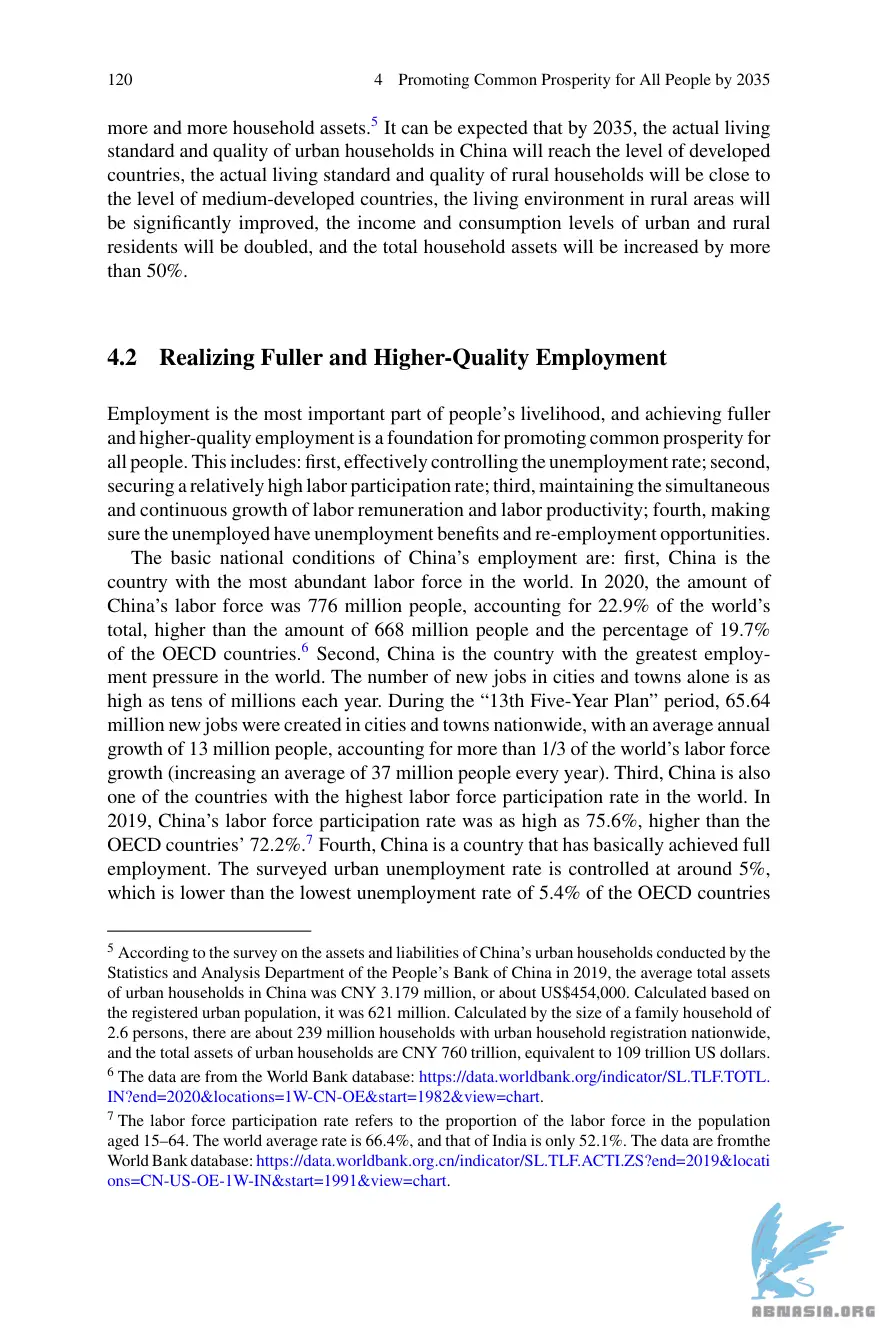 120 4 Promoting Common Prosperity for All People by 2035
more and more household assets.5 It can be expected that by 2035, the actual living
standard and quality of urban households in China will reach the level of developed
countries, the actual living standard and quality of rural households will be close to
the level of medium-developed countries, the living environment in rural areas will
be significantly improved, the income and consumption levels of urban and rural
residents will be doubled, and the total household assets will be increased by more
than 50%.
4.2 Realizing Fuller and Higher-Quality Employment
Employment is the most important part of people's livelihood, and achieving fuller
and higher-quality employment is a foundation for promoting common prosperity for
all people. This includes: first, effectively controlling the unemployment rate; second,
securing a relatively high labor participation rate; third, maintaining the simultaneous
and continuous growth of labor remuneration and labor productivity; fourth, making
sure the unemployed have unemployment benefits and re-employment opportunities.
The basic national conditions of China's employment are: first, China is the
country with the most abundant labor force in the world. In 2020, the amount of
China's labor force was 776 million people, accounting for 22.9% of the world's
total, higher than the amount of 668 million people and the percentage of 19.7%
of the OECD countries.6 Second, China is the country with the greatest employ-
ment pressure in the world. The number of new jobs in cities and towns alone is as
high as tens of millions each year. During the “13th Five-Year Plan” period, 65.64
million new jobs were created in cities and towns nationwide, with an average annual
growth of 13 million people, accounting for more than 1/3 of the world's labor force
growth (increasing an average of 37 million people every year). Third, China is also
one of the countries with the highest labor force participation rate in the world. In
2019, China's labor force participation rate was as high as 75.6%, higher than the
OECD countries' 72.2%.7 Fourth, China is a country that has basically achieved full
employment. The surveyed urban unemployment rate is controlled at around 5%,
which is lower than the lowest unemployment rate of 5.4% of the OECD countries
5 According to the survey on the assets and liabilities of China's urban households conducted by the
Statistics and Analysis Department of the People's Bank of China in 2019, the average total assets
of urban households in China was CNY 3.179 million, or about US$454,000. Calculated based on
the registered urban population, it was 621 million. Calculated by the size of a family household of
2.6 persons, there are about 239 million households with urban household registration nationwide,
and the total assets of urban households are CNY 760 trillion, equivalent to 109 trillion US dollars.
6 The data are from the World Bank database: https://data.worldbank.org/indicator/SL.TLF.TOTL.
IN?end=2020&locations=1W-CN-OE&start=1982&view=chart.
7 The labor force participation rate refers to the proportion of the labor force in the population
aged 15–64. The world average rate is 66.4%, and that of India is only 52.1%. The data are fromthe
World Bank database: https://data.worldbank.org.cn/indicator/SL.TLF.ACTI.ZS?end=2019&locati
ons=CN-US-OE-1W-IN&start=1991&view=chart.
ABNASIA.ORG